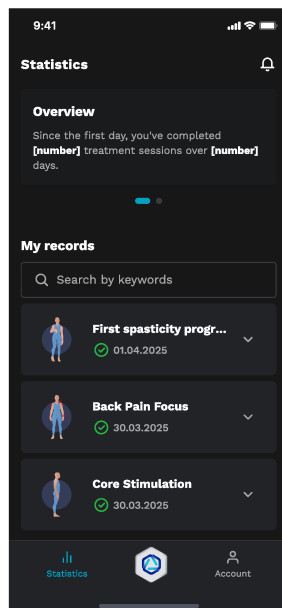 9:41
Statistics
Overview
Since the first day, you've completed
[number] treatment sessions over [number]
days.
My records
Search by keywords
First spasticity progr...
01.04.2025
Back Pain Focus
30.03.2025
Core Stimulation
30.03.2025
Statistics
Account